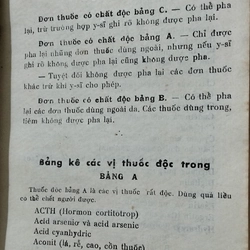 Đơn thuốc có chất độc bảng C. — Có thể pha
lại, trừ trường hợp y-sĩ ghi rõ không được pha lại.
Đơn thuốc có chất độc bảng A. — Chỉ được
pha lại những đơn thuốc dùng ngoài, nhưng nếu y-sĩ
ghi rõ không được pha lại cũng không được pha.
— Tuyệt đối không được pha lại các đơn thuốc
khác trừ khi y-sĩ cho phép.
Đơn thuốc có chất độc bảng B. — Có thể pha
lại các đơn thuốc dùng ngoài da. Các thuốc dùng trong,
tiêm không được pha lại.
Bảng kê các vị thuốc độc trong
BẢNG A
Thuốc độc bảng A là các vị thuốc rất độc. Dùng quá liều
có thể chết người được.
ACTH (Hormon cortitotrop)
Acid arseniơ và acid arsenic
Acid cyanhydric
Aconit (lá, rễ, cao, cồn thuốc)